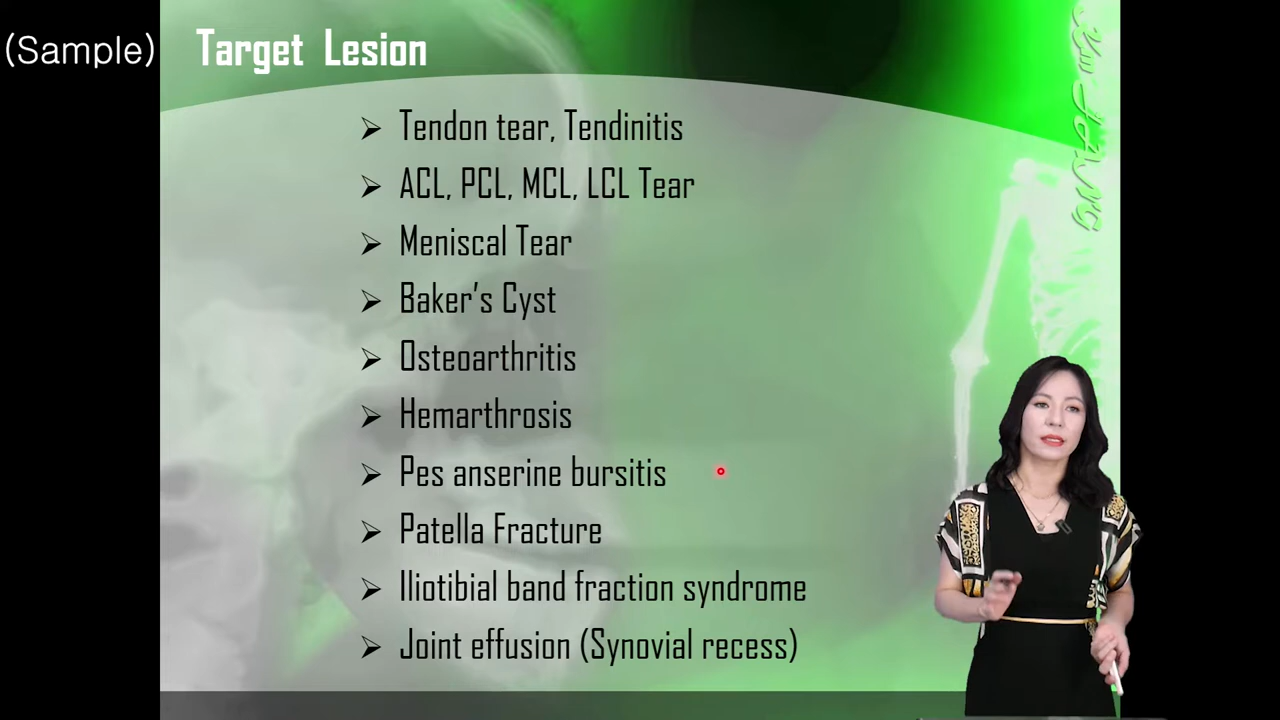 (Sample)
Target Lesion
➢ Tendon tear, Tendinitis
➢ ACL, PCL, MCL, LCL Tear
➢ Meniscal Tear
➢ Baker’s Cyst
➢ Osteoarthritis
➢ Hemarthrosis
➢ Pes anserine bursitis
➢ Patella Fracture
➢ Iliotibial band fraction syndrome
➢ Joint effusion (Synovial recess)